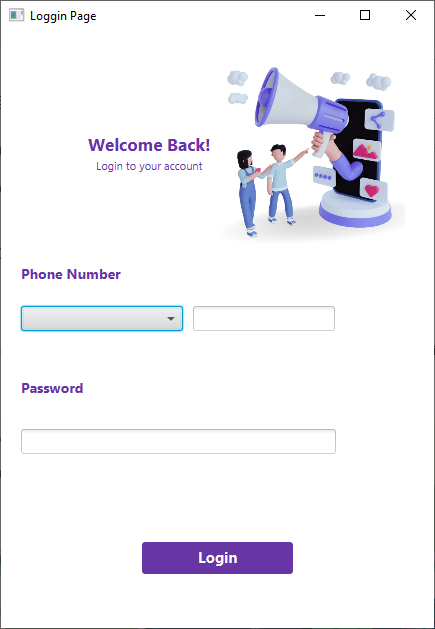 Loggin Page
Welcome Back!
Login to your account
Phone Number
Password
Login